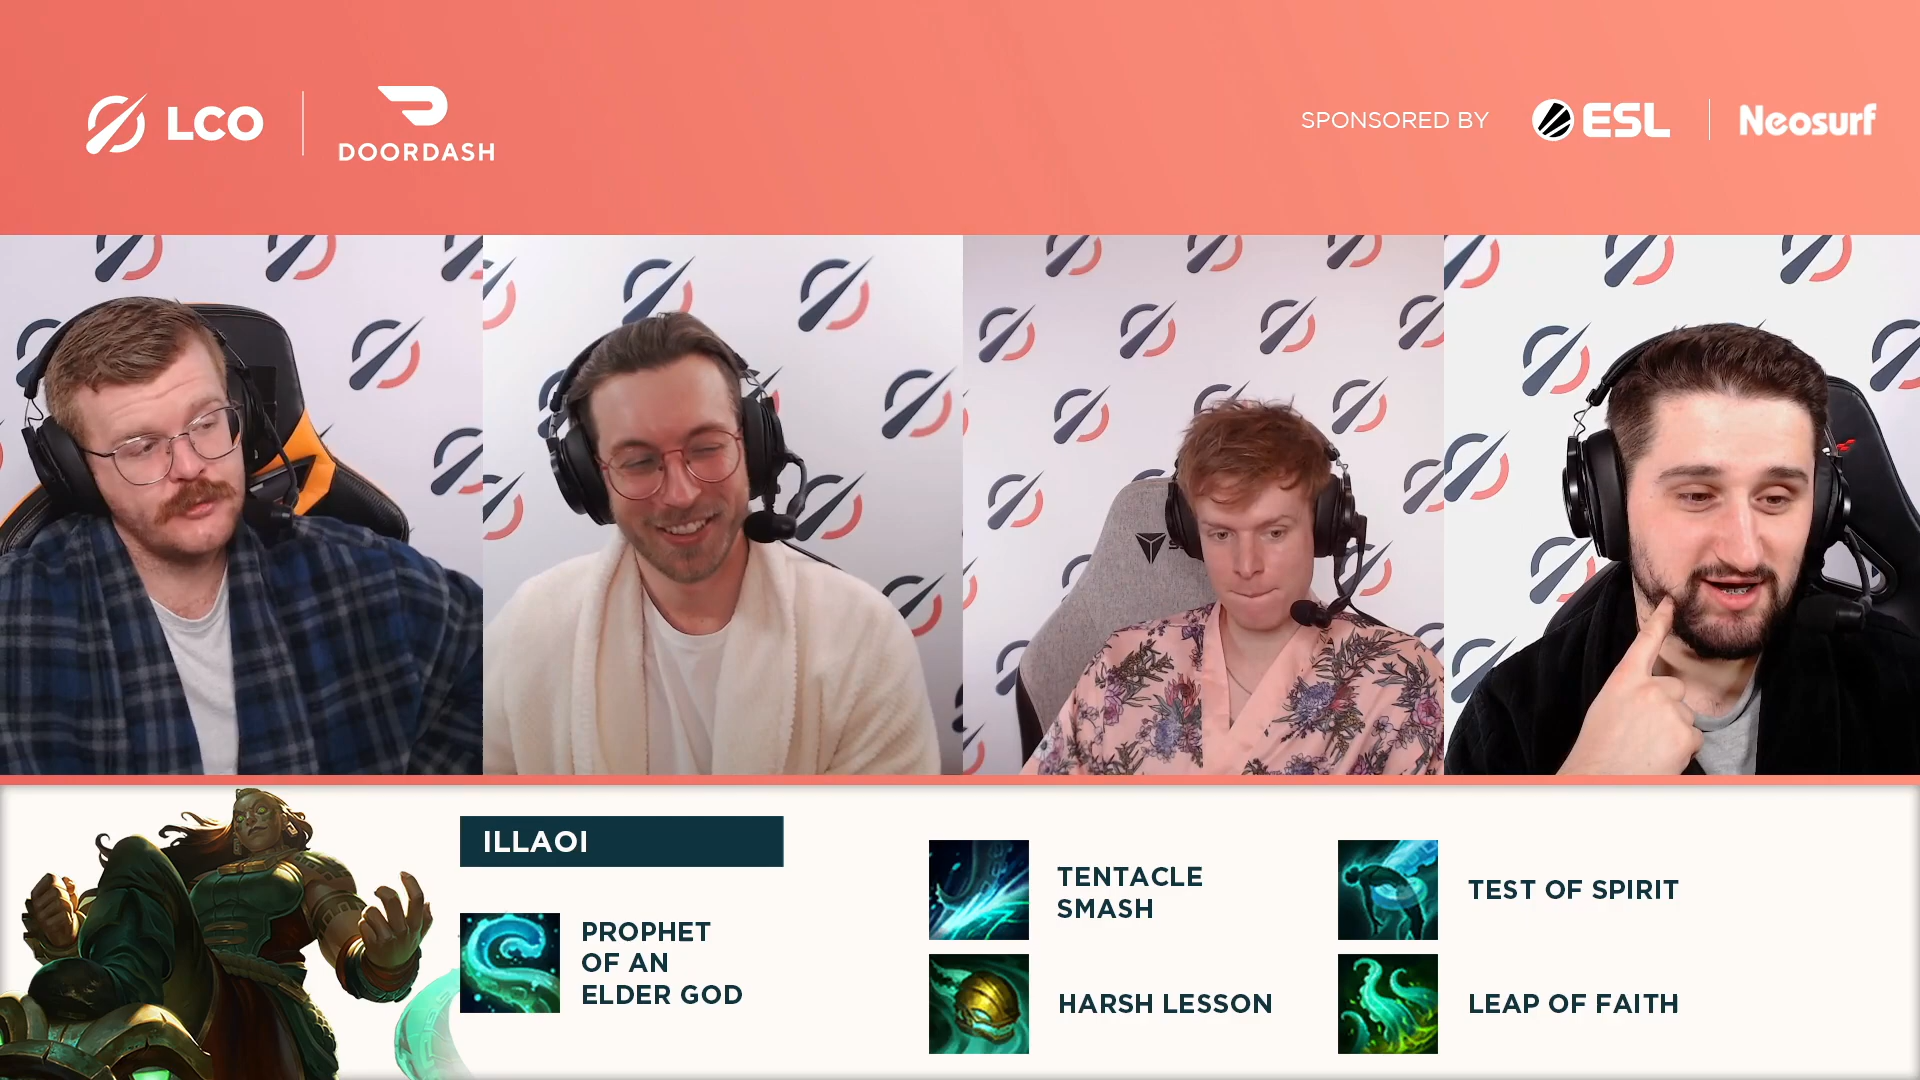 LCO
DOORDASH
SPONSORED BY
ESL
Neosurf
ILLAOI
PROPHET
OF AN
ELDER GOD
TENTACLE
SMASH
HARSH LESSON
TEST OF SPIRIT
LEAP OF FAITH